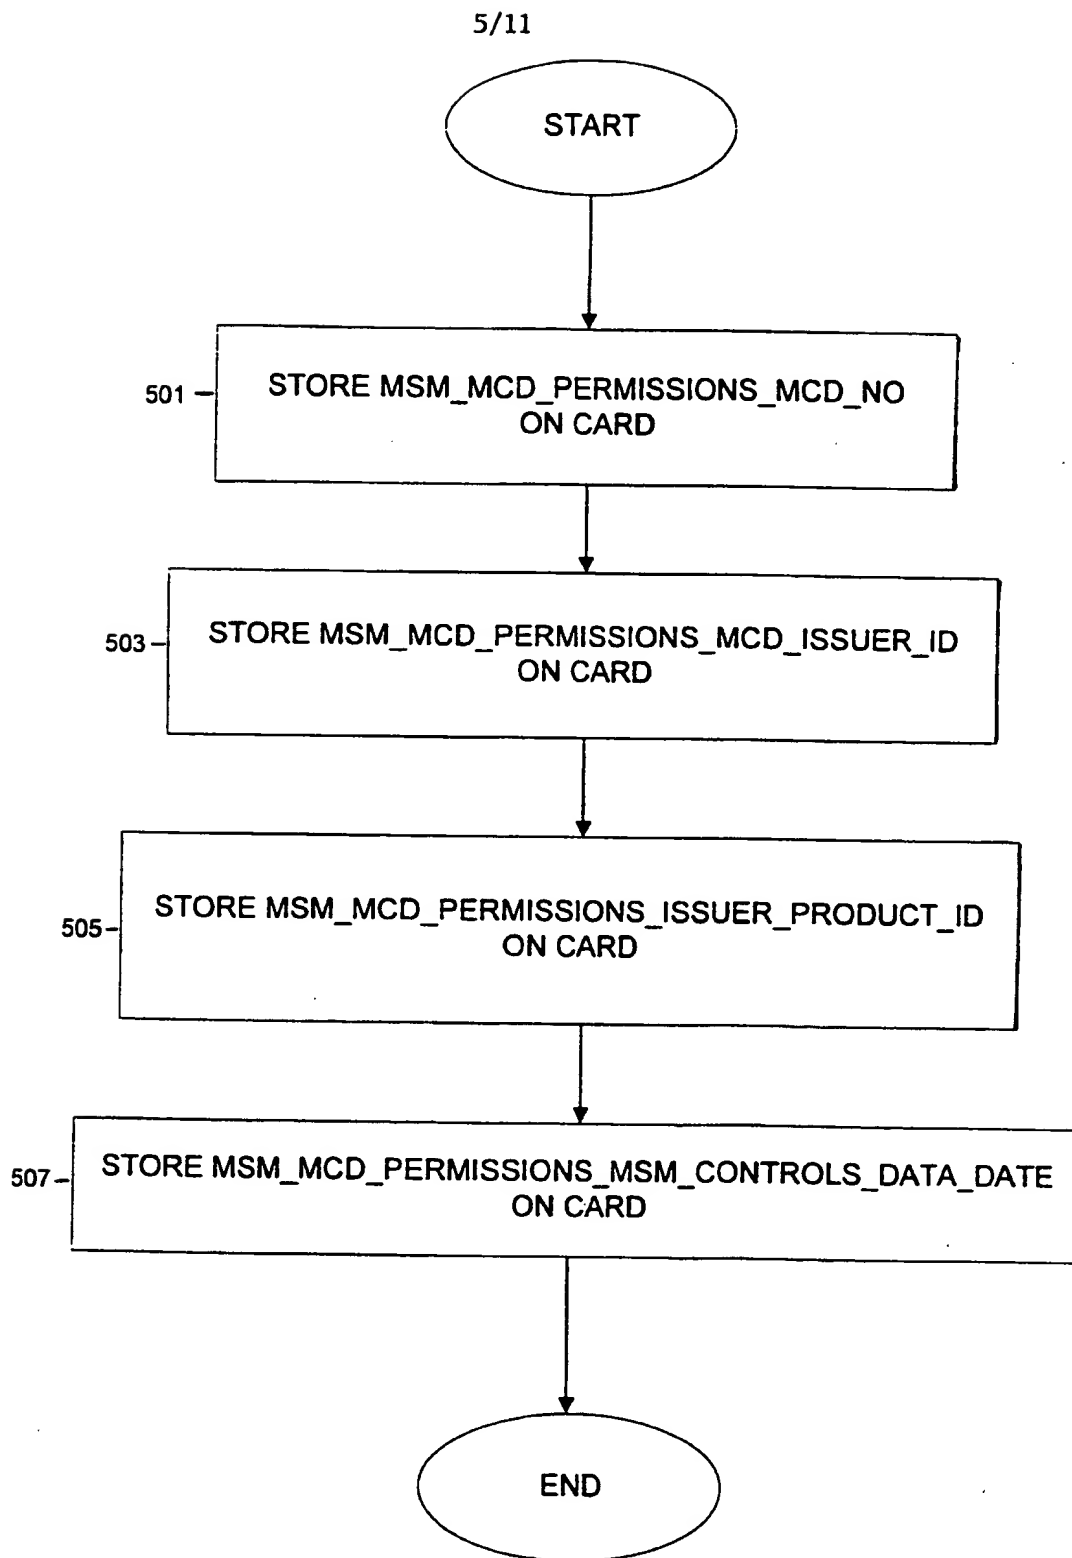 5/11
START
501
STORE MSM_MCD_PERMISSIONS_MCD_NO
ON CARD
503
STORE MSM_MCD_PERMISSIONS_MCD_ISSUER_ID
ON CARD
505
STORE MSM_MCD_PERMISSIONS_ISSUER_PRODUCT_ID
ON CARD
507
STORE MSM_MCD_PERMISSIONS_MSM_CONTROLS_DATA_DATE
ON CARD
END